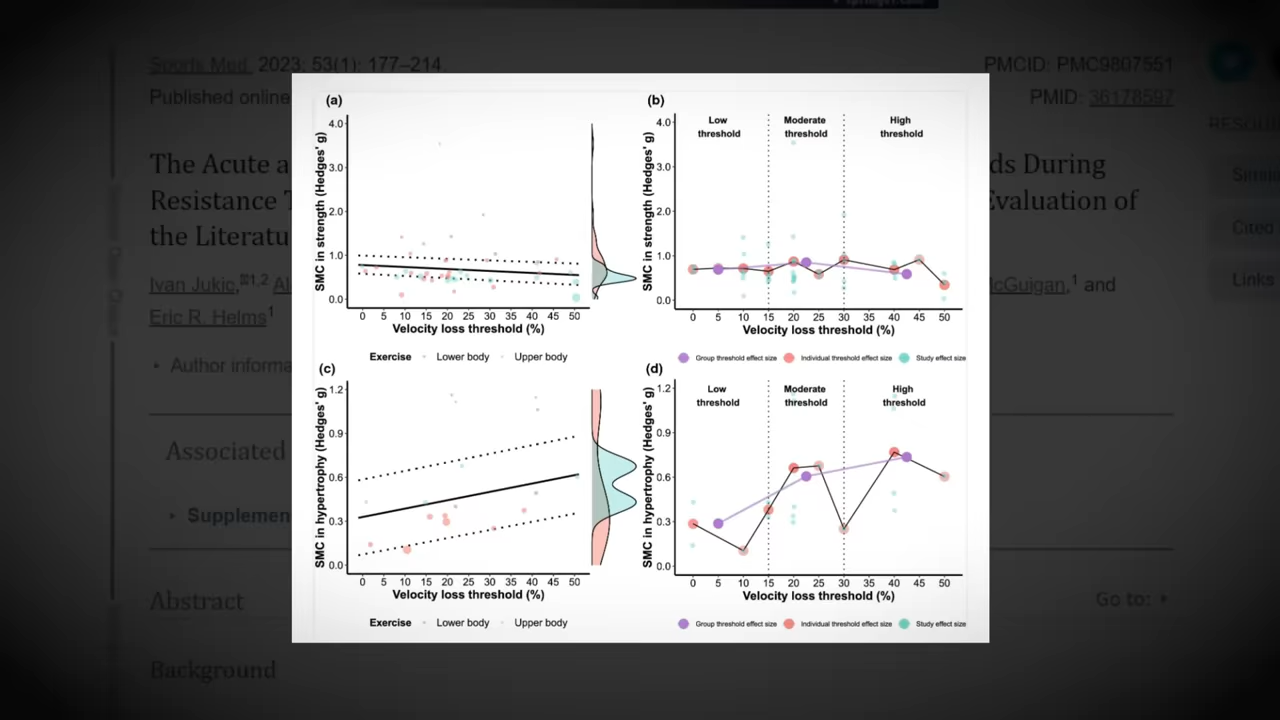 Sports Med. 2023; 53(1): 177–214.
PMCID: PMC9807551
Published online
PMID: 36178597
The Acute a
ds During
Resistance T
Evaluation of
the Literatu
Ivan Jukic,
1,2
Al
McGuigan,1 and
Eric R. Helms1
Author informa
Associated
Supplemen
Abstract
Go to:
Background
Cited
Links
(a)
SMC in strength (Hedges' g)
4.0
3.0
2.0
1.0
0.0
0 5 10 15 20 25 30 35 40 45 50
Velocity loss threshold (%)
Exercise Lower body Upper body
(b)
Low threshold
Moderate threshold
High threshold
SMC in strength (Hedges' g)
4.0
3.0
2.0
1.0
0.0
0 5 10 15 20 25 30 35 40 45 50
Velocity loss threshold (%)
Group threshold effect size Individual threshold effect size Study effect size
(c)
SMC in hypertrophy (Hedges' g)
1.2
0.9
0.6
0.3
0.0
0 5 10 15 20 25 30 35 40 45 50
Velocity loss threshold (%)
Exercise Lower body Upper body
(d)
Low threshold
Moderate threshold
High threshold
SMC in hypertrophy (Hedges' g)
1.2
0.9
0.6
0.3
0.0
0 5 10 15 20 25 30 35 40 45 50
Velocity loss threshold (%)
Group threshold effect size Individual threshold effect size Study effect size